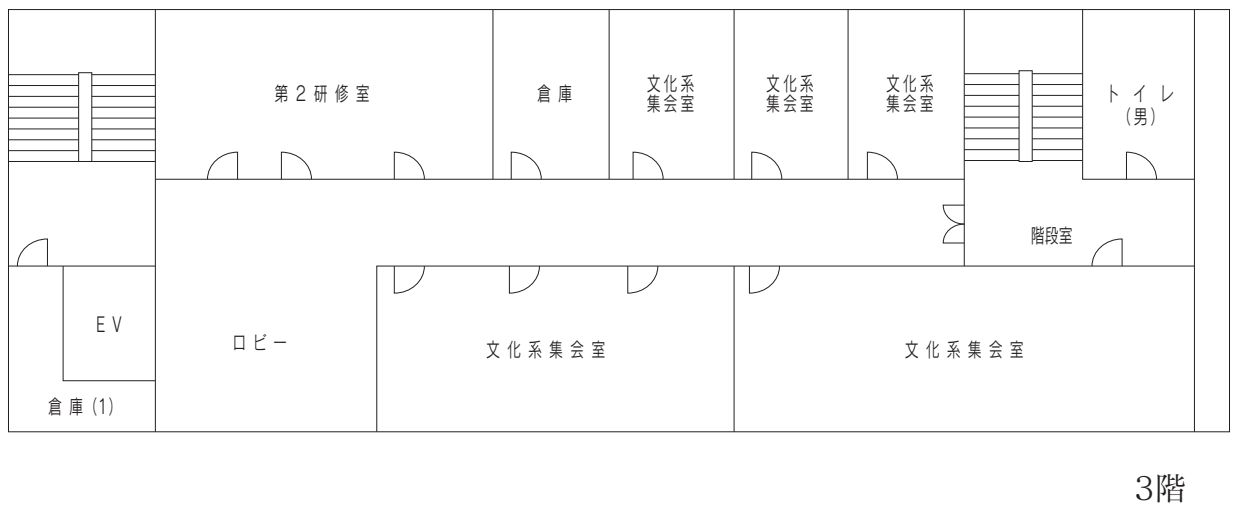 第２研修室
倉庫
文化系
集会室
文化系
集会室
文化系
集会室
トイレ
(男)
階段室
EV
ロビー
文化系集会室
文化系集会室
倉庫(1)
3階